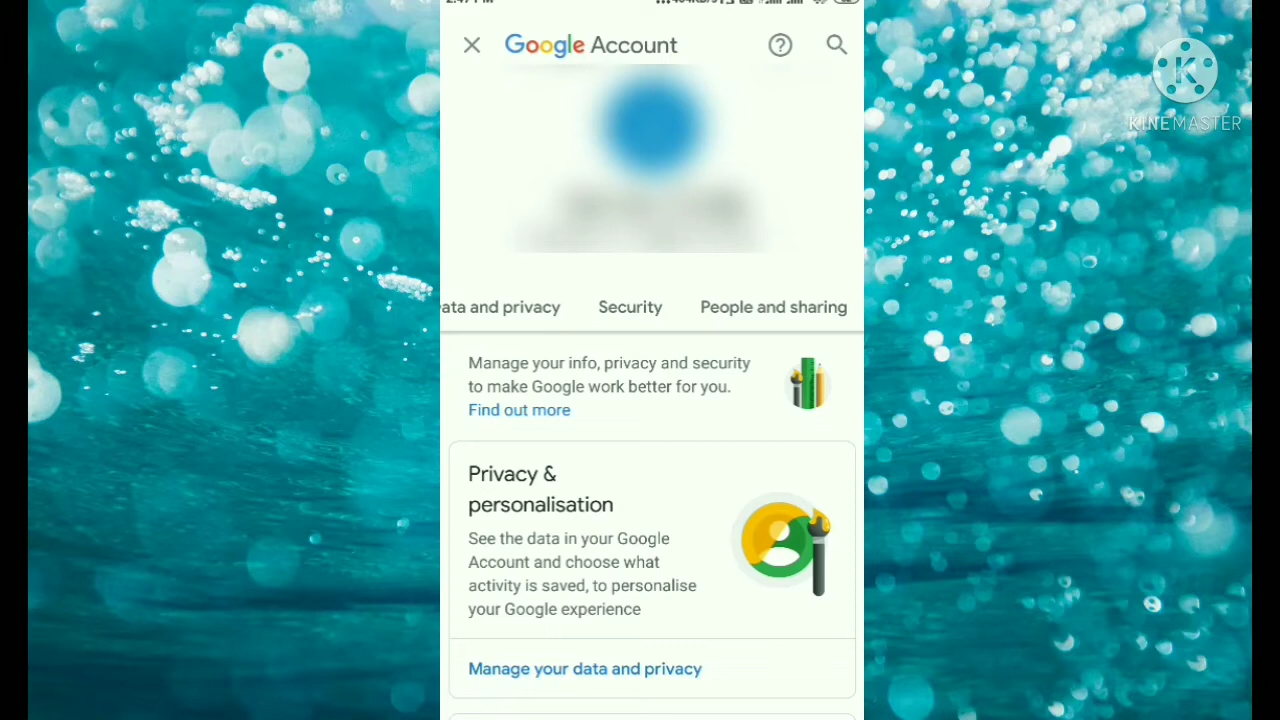 Google Account
KINEMASTER
ata and privacy Security People and sharing
Manage your info, privacy and security
to make Google work better for you.
Find out more
Privacy &
personalisation
See the data in your Google
Account and choose what
activity is saved, to personalise
your Google experience
Manage your data and privacy